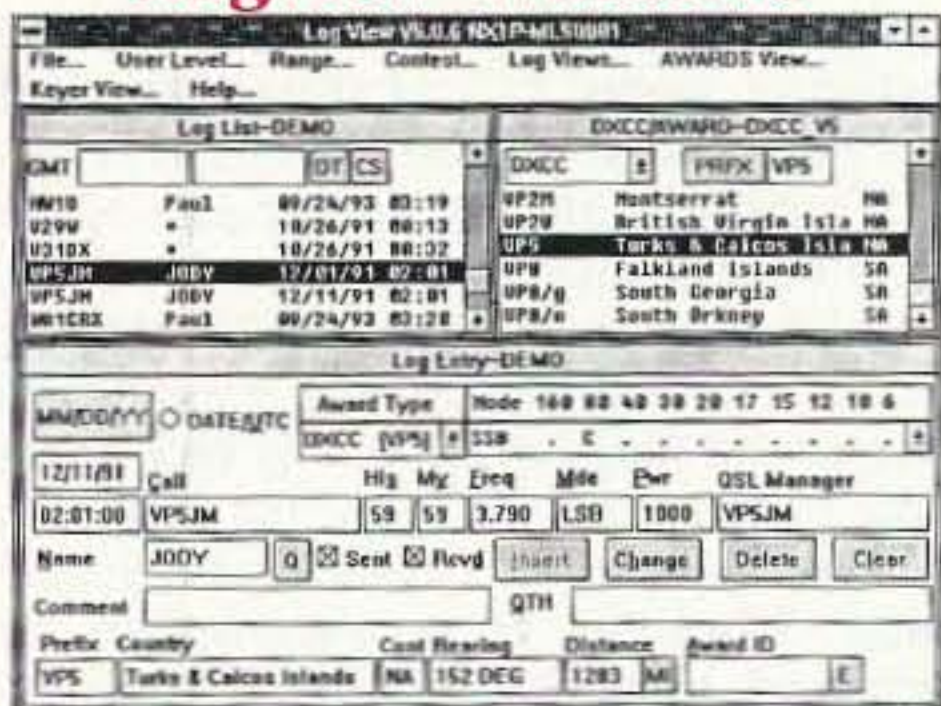 Log View V5.0.6 NX1P-MLS0001
File... User Level... Range... Contest... Log Views... AWARDS View...
Keyer View... Help...
Log List-DEMO
GMT DT CS
Paul 09/24/93 03:19
V29W * 10/26/91 00:13
V31DX * 10/26/91 00:32
VP5JM JODY 12/01/91 02:01
VP5JM JODY 12/11/91 02:01
Paul 09/24/93 03:28
DXCC/AWARD-DXCC_V5
DXCC PRFX VP5
VP2M Montserrat NA
VP2V British Virgin Isla NA
VP5 Turks & Caicos Isla NA
VP8 Falkland Islands SA
VP8/g South Georgia SA
VP8/o South Orkney SA
Log Entry-DEMO
MM/DD/YY DATE/UTC Award Type Mode 160 80 40 30 20 17 15 12 10 6
DXCC [VP5] SSB . C . . . . . . . .
12/11/91 Call His My Freq Mde Pwr QSL Manager
02:01:00 VP5JM 59 59 3.790 LSB 1000 VP5JM
Name JODY Q Sent Rcvd Insert Change Delete Clear
Comment QTH
Prefix Country Cont Bearing Distance Award ID
VP5 Turks & Caicos Islands NA 152 DEG 1283 MI E